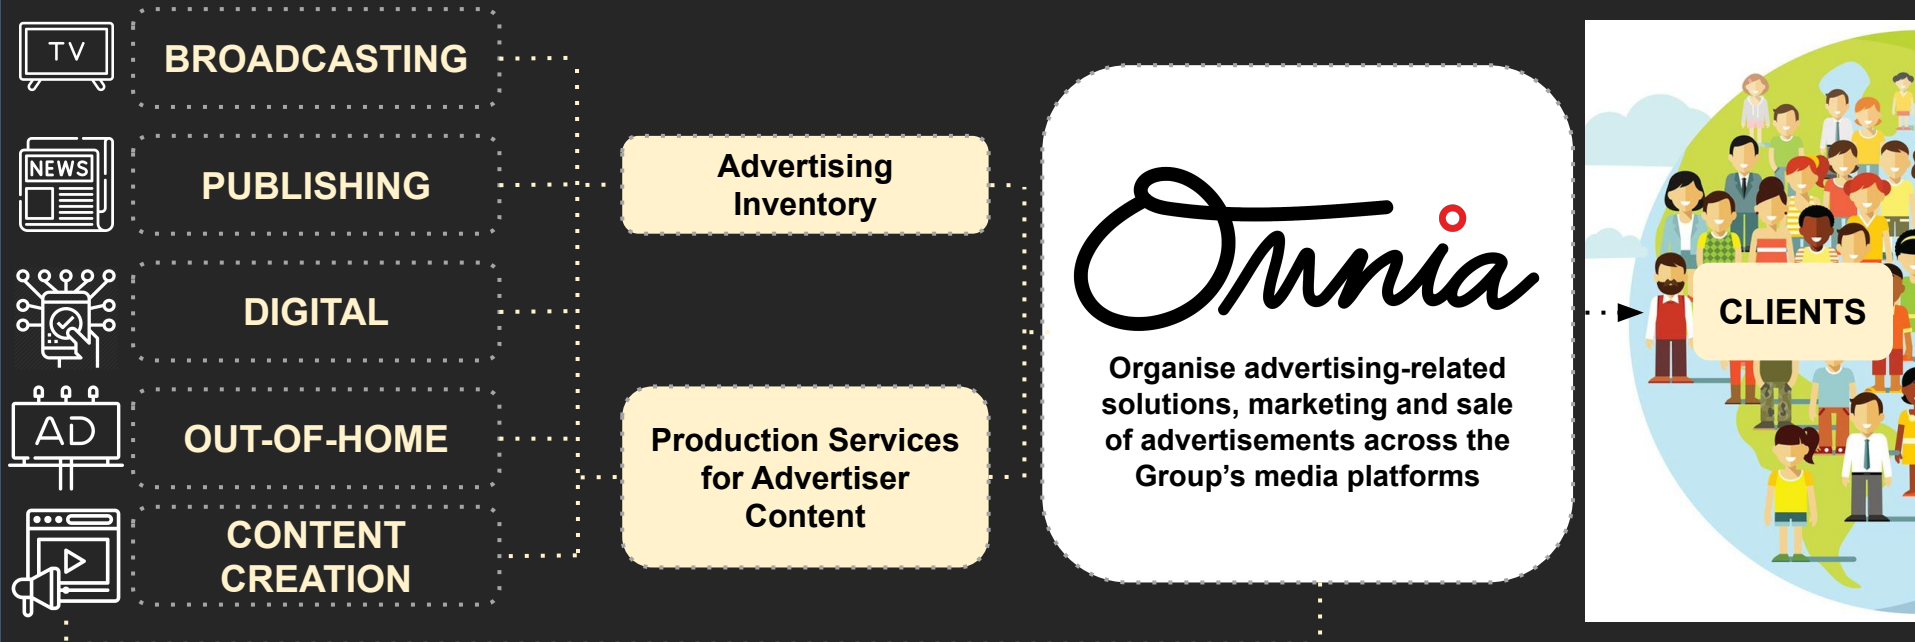 TV
BROADCASTING
NEWS
PUBLISHING
DIGITAL
AD
OUT-OF-HOME
CONTENT
CREATION
Advertising
Inventory
Production Services
for Advertiser
Content
Omnia
Organise advertising-related
solutions, marketing and sale
of advertisements across the
Group's media platforms
CLIENTS